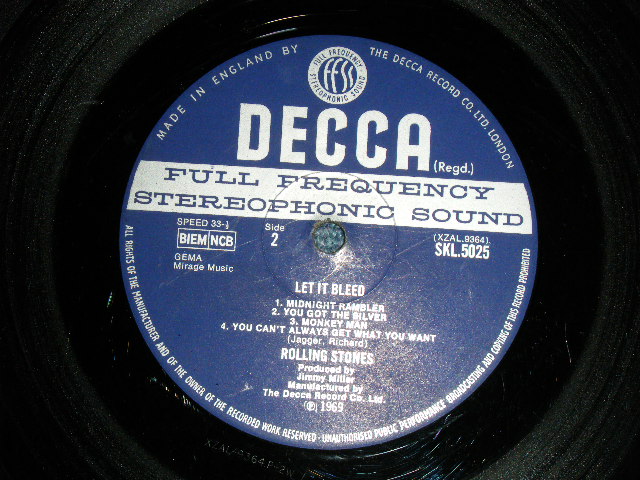 MADE IN ENGLAND BY
THE DECCA RECORD CO. LTD. LONDON
FULL FREQUENCY
FFSS
STEREOPHONIC SOUND
DECCA
(Regd.)
FULL FREQUENCY
STEREOPHONIC SOUND
SPEED 33-⅓
BIEM NCB
GEMA
Mirage Music
Side
2
(XZAL.9364)
SKL.5025
LET IT BLEED
1. MIDNIGHT RAMBLER
2. YOU GOT THE SILVER
3. MONKEY MAN
4. YOU CAN'T ALWAYS GET WHAT YOU WANT
(Jagger, Richard)
ROLLING STONES
Produced by
Jimmy Miller
Manufactured by
The Decca Record Co. Ltd.
Ⓟ 1969
ALL RIGHTS OF THE MANUFACTURER AND OF THE OWNER OF THE RECORDED WORK RESERVED · UNAUTHORISED PUBLIC PERFORMANCE BROADCASTING AND COPYING OF THIS RECORD PROHIBITED